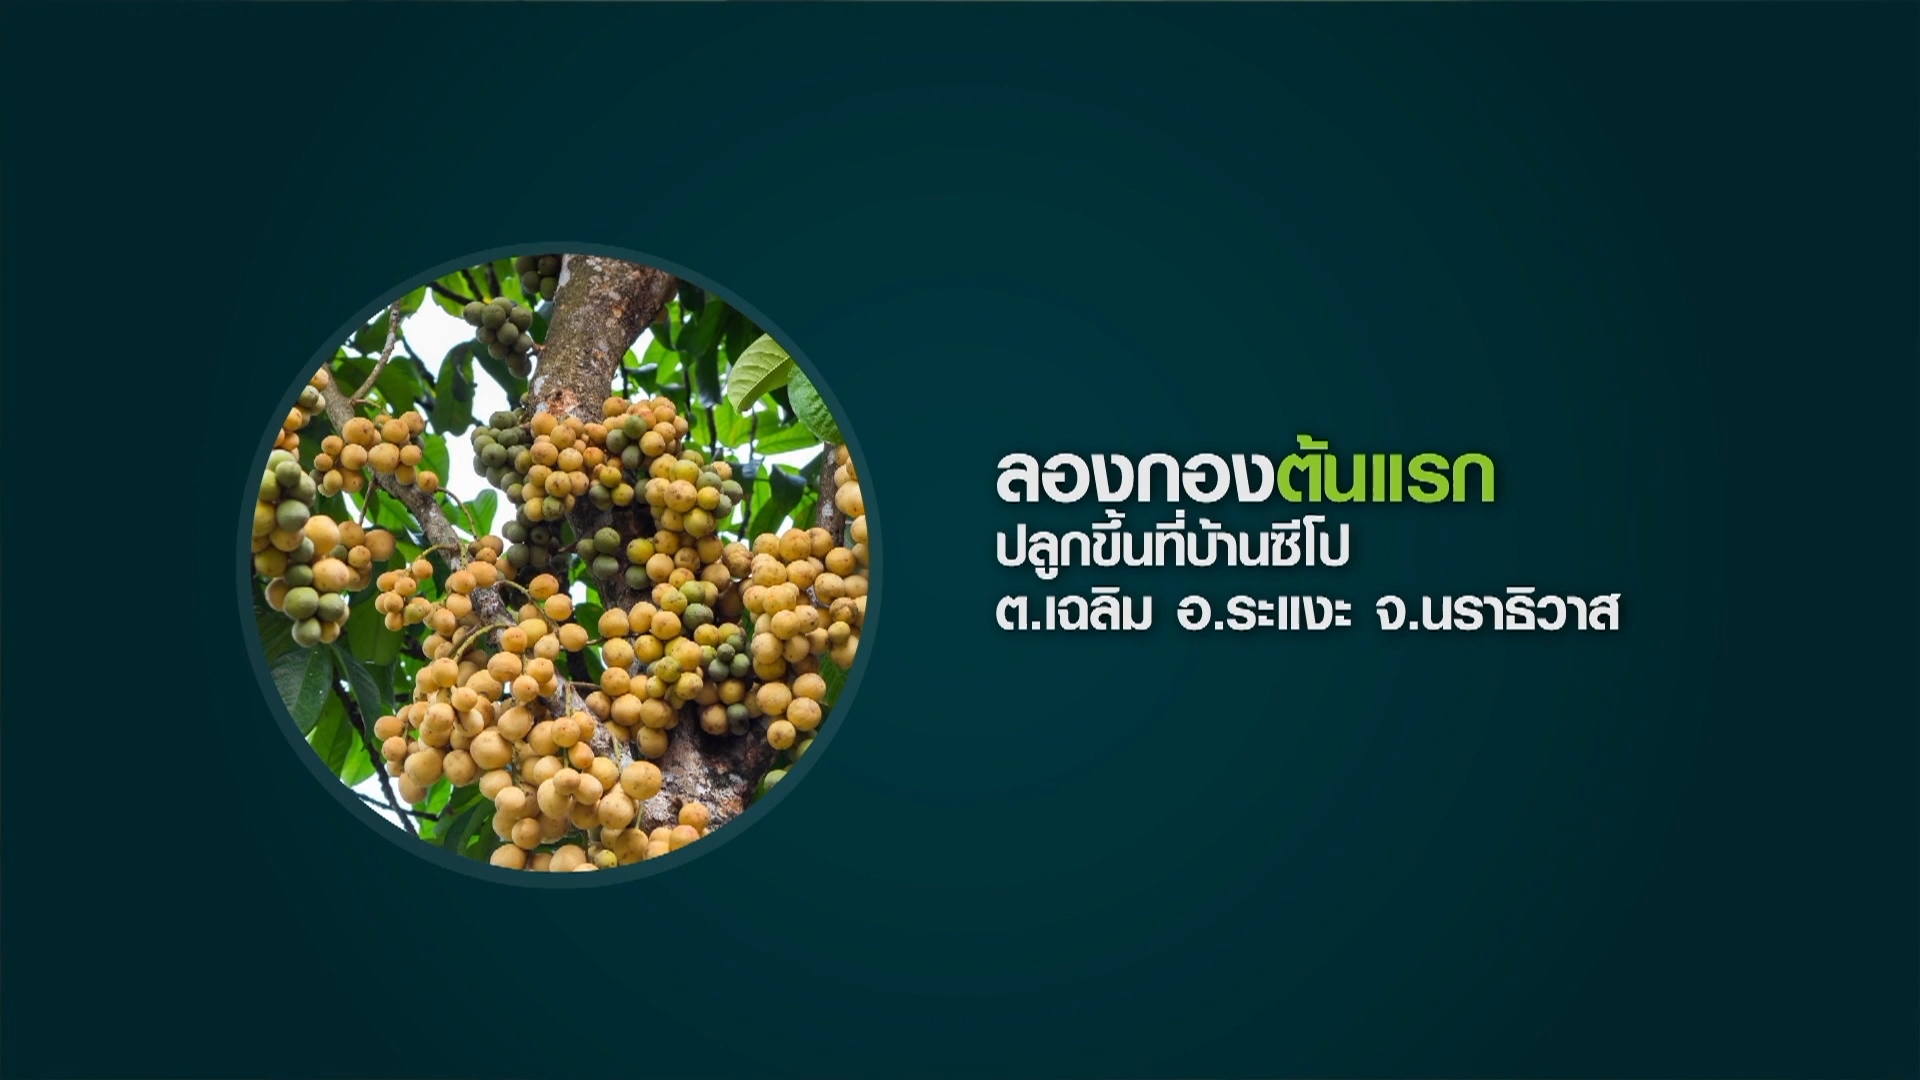 ลองกองต้นแรก
ปลูกขึ้นที่บ้านซีโป
ต.เฉลิม อ.ระแงะ จ.นราธิวาส